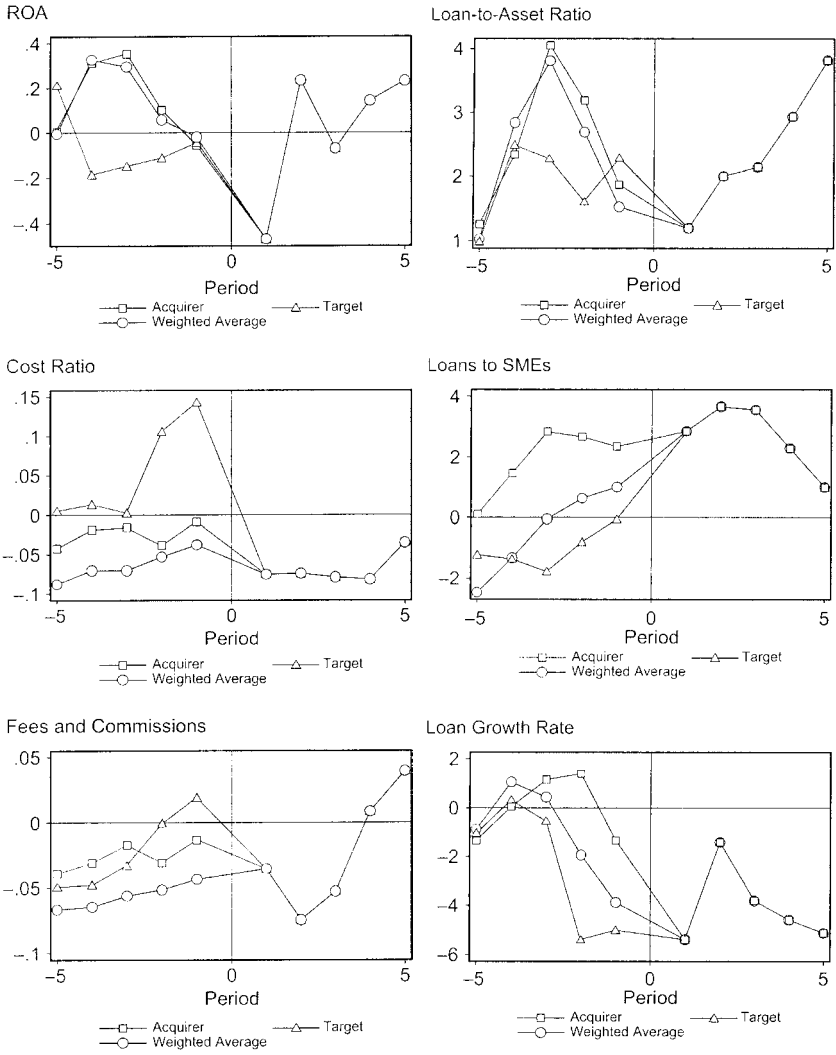 ROA
.4
.2
0
–.2
–.4
-5 0 5
Period
Acquirer Target
Weighted Average
Loan-to-Asset Ratio
4
3
2
1
–5 0 5
Period
Acquirer Target
Weighted Average
Cost Ratio
.15
.1
.05
0
–.05
–.1
–5 0 5
Period
Acquirer Target
Weighted Average
Loans to SMEs
4
2
0
–2
–5 0 5
Period
Acquirer Target
Weighted Average
Fees and Commissions
.05
0
–.05
–.1
–5 0 5
Period
Acquirer Target
Weighted Average
Loan Growth Rate
2
0
–2
–4
–6
–5 0 5
Period
Acquirer Target
Weighted Average